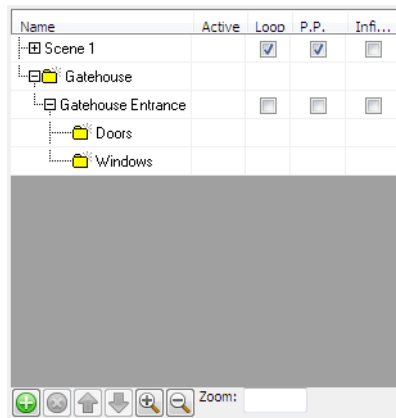 Name Active Loop P.P. Infi...
Scene 1
Gatehouse
Gatehouse Entrance
Doors
Windows
Zoom: